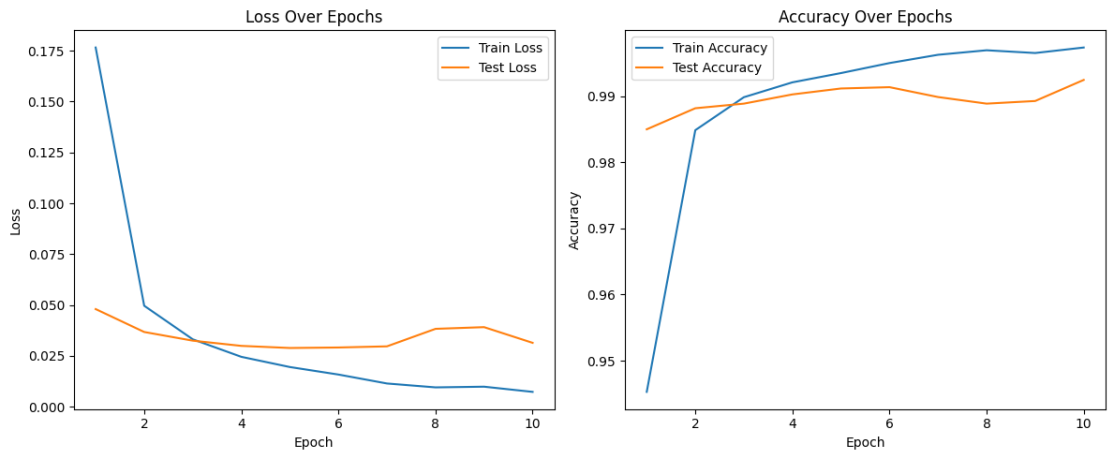 Loss Over Epochs
Train Loss
Test Loss
0.175
0.150
0.125
0.100
0.075
0.050
0.025
0.000
Loss
2
4
6
8
10
Epoch
Accuracy Over Epochs
Train Accuracy
Test Accuracy
0.99
0.98
0.97
0.96
0.95
Accuracy
2
4
6
8
10
Epoch